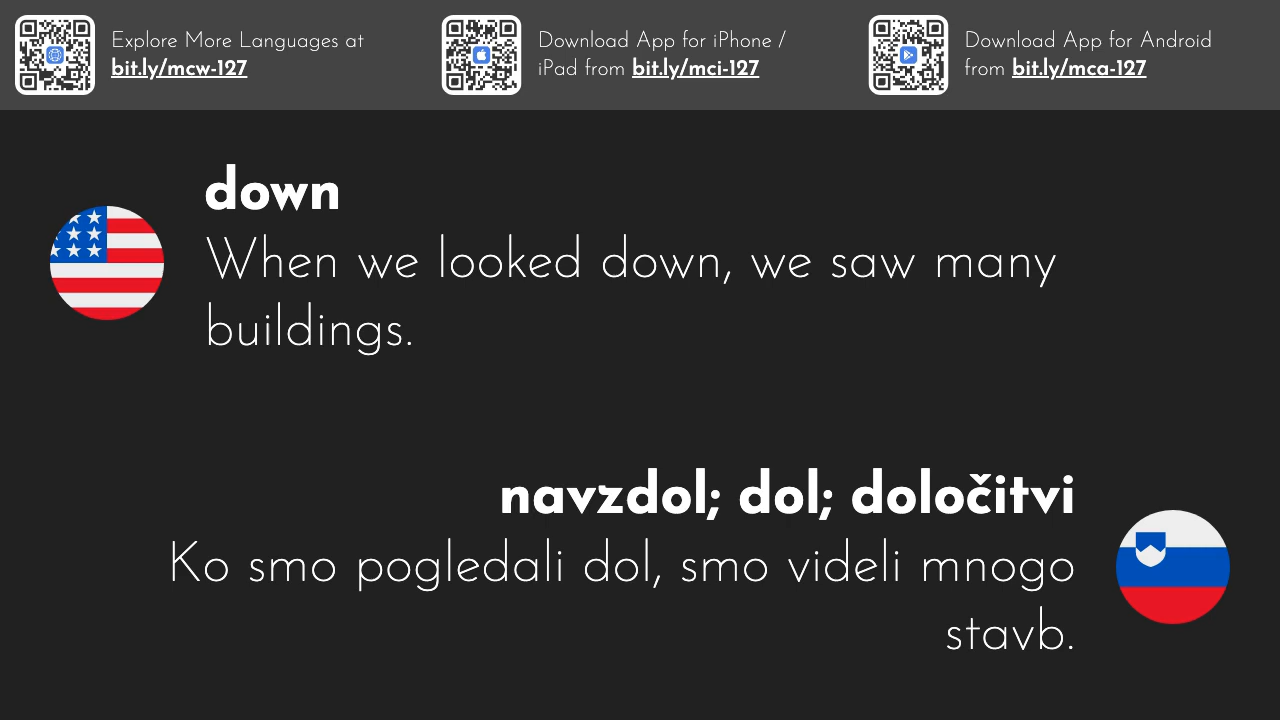 Explore More Languages at
bit.ly/mcw-127
Download App for iPhone /
iPad from bit.ly/mci-127
Download App for Android
from bit.ly/mca-127
down
When we looked down, we saw many
buildings.
navzdol; dol; določitvi
Ko smo pogledali dol, smo videli mnogo
stavb.